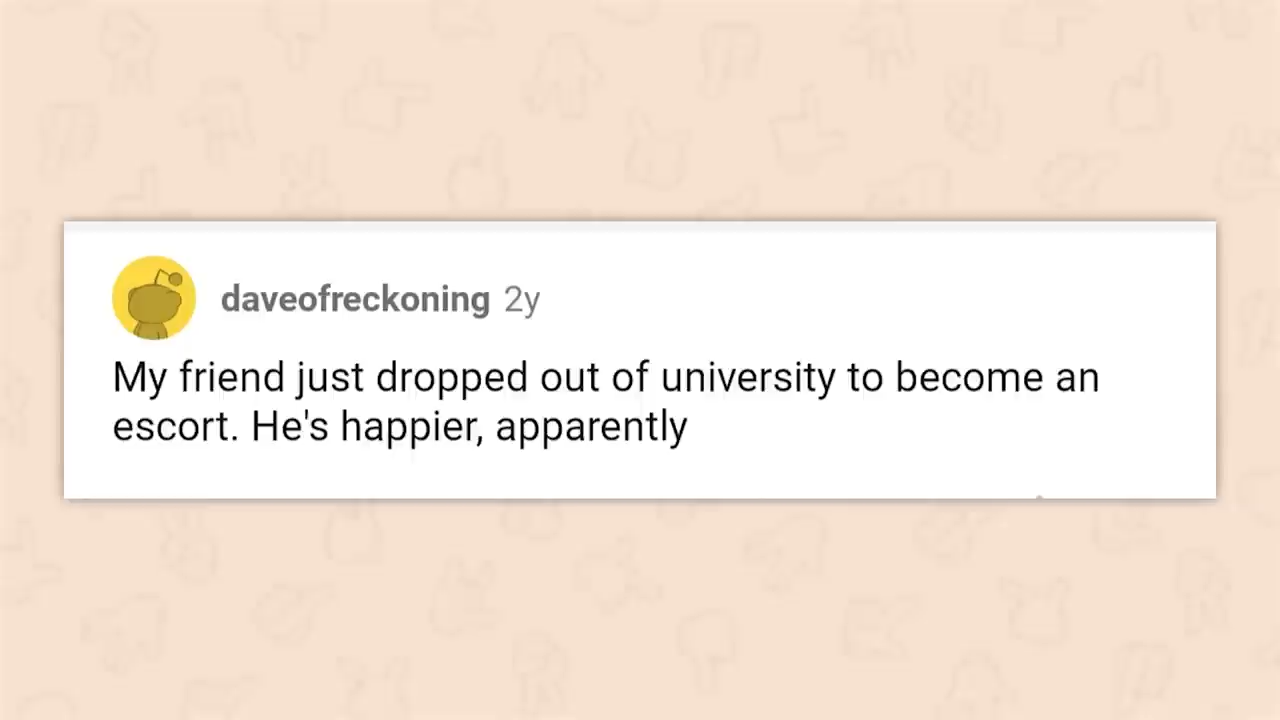 daveofreckoning 2y
My friend just dropped out of university to become an
escort. He's happier, apparently